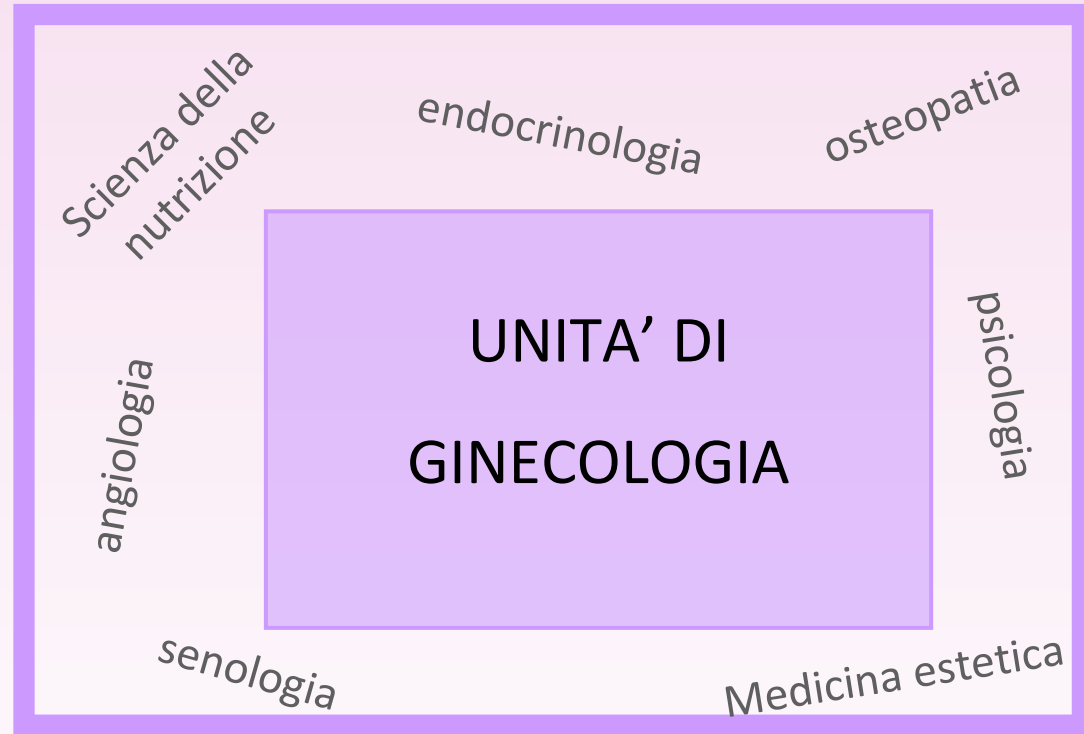 Scienza della
nutrizione
endocrinologia
osteopatia
UNITA’ DI
GINECOLOGIA
psicologia
angiologia
senologia
Medicina estetica